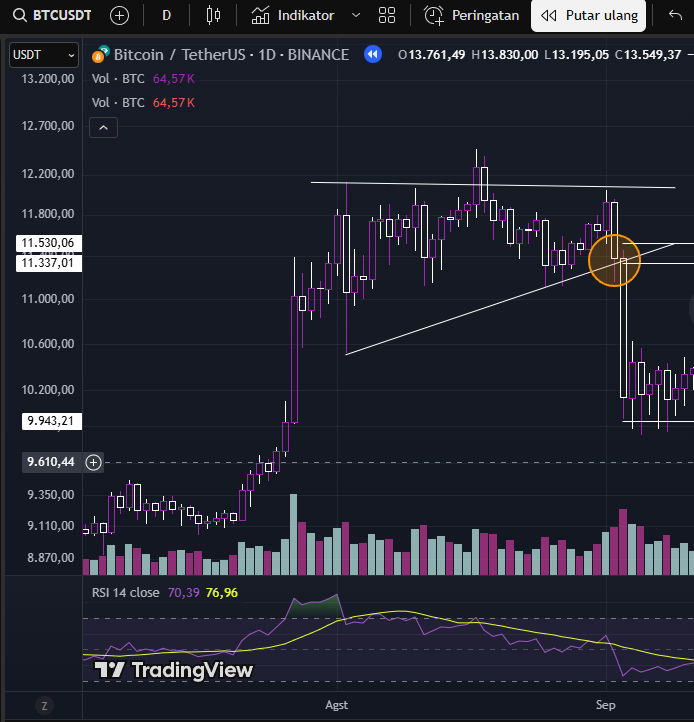 BTCUSDT D Indikator Peringatan Putar ulang
USDT Bitcoin / TetherUS · 1D · BINANCE O13.761,49 H13.830,00 L13.195,05 C13.549,37
13.200,00 Vol · BTC 64,57K
Vol · BTC 64,57K
12.700,00
12.200,00
11.800,00
11.530,06
11.337,01
11.000,00
10.600,00
10.200,00
9.943,21
9.610,44
9.350,00
9.110,00
8.870,00
RSI 14 close 70,39 76,96
TradingView
Z Agst Sep